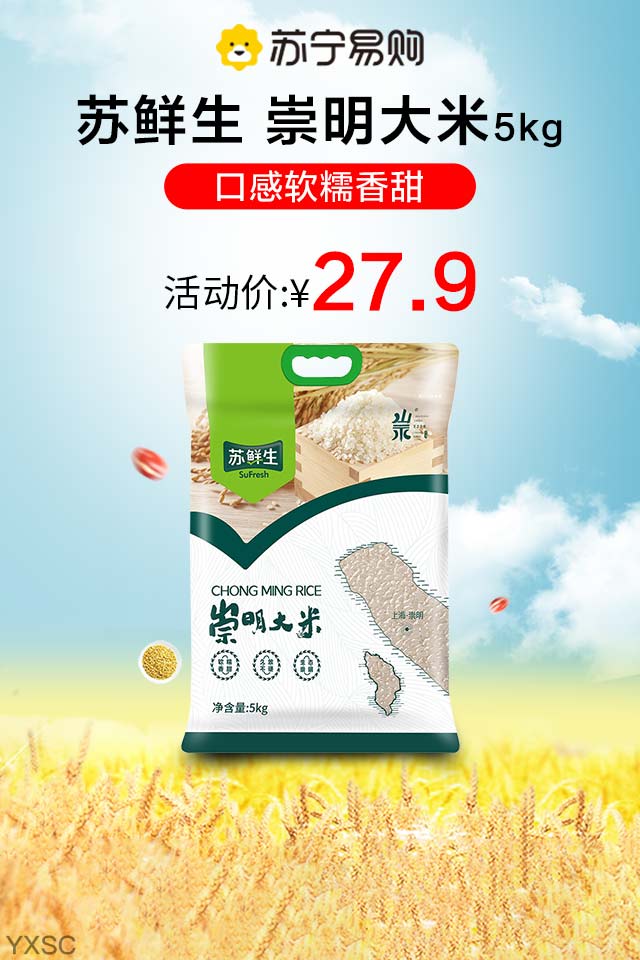 苏宁易购
苏鲜生 崇明大米5kg
口感软糯香甜
活动价:¥27.9
苏鲜生
SuFresh
CHONG MING RICE
崇明大米
上海·崇明
净含量:5kg
YXSC